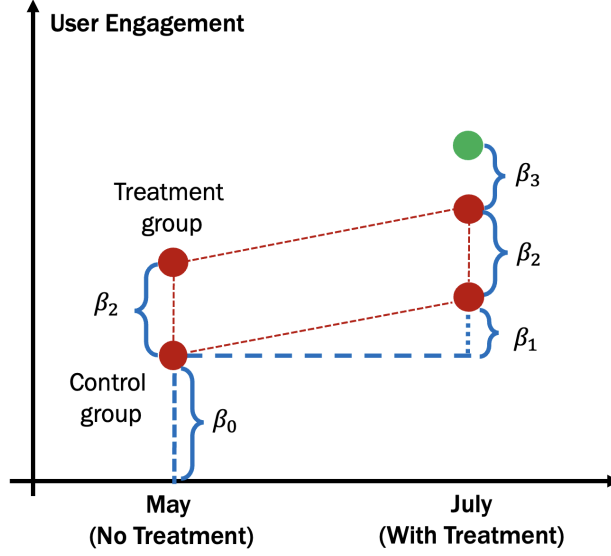 User Engagement
Treatment
group
β₃
β₂
β₂
β₁
Control
group
β₀
May
(No Treatment)
July
(With Treatment)